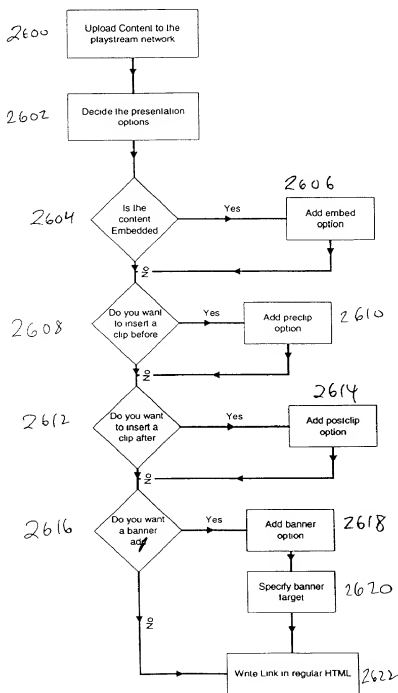 2600
Upload Content to the
playstream network
2602
Decide the presentation
options
2604
Is the
content
Embedded
Yes
2606
Add embed
option
No
2608
Do you want
to insert a
clip before
Yes
Add preclip
option
2610
No
2612
Do you want
to insert a
clip after
Yes
2614
Add postclip
option
No
2616
Do you want
a banner
add
Yes
Add banner
option
2618
Specify banner
target
2620
No
Write Link in regular HTML
2622